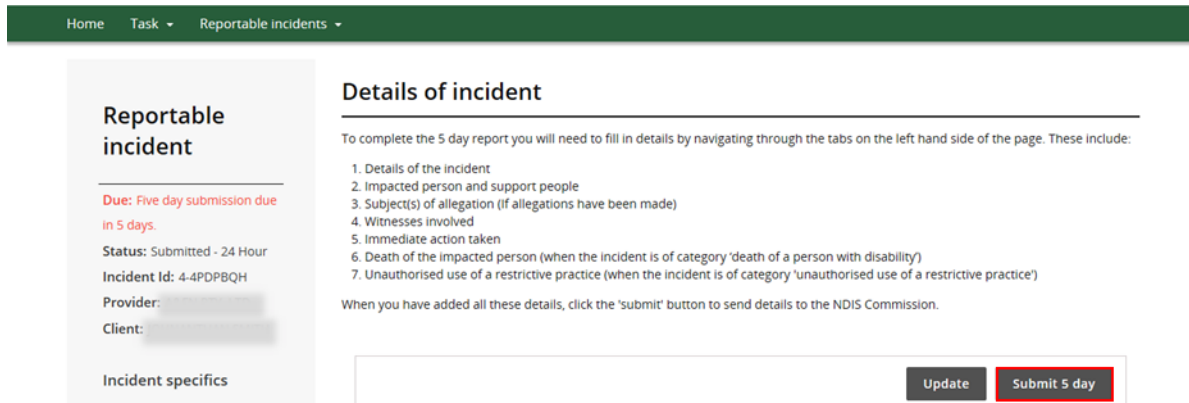 Home Task Reportable incidents
Reportable
incident
Due: Five day submission due
in 5 days.
Status: Submitted - 24 Hour
Incident Id: 4-4PDPBQH
Provider:
Client:
Incident specifics
Details of incident
To complete the 5 day report you will need to fill in details by navigating through the tabs on the left hand side of the page. These include:
1. Details of the incident
2. Impacted person and support people
3. Subject(s) of allegation (If allegations have been made)
4. Witnesses involved
5. Immediate action taken
6. Death of the impacted person (when the incident is of category 'death of a person with disability')
7. Unauthorised use of a restrictive practice (when the incident is of category 'unauthorised use of a restrictive practice')
When you have added all these details, click the 'submit' button to send details to the NDIS Commission.
Update Submit 5 day